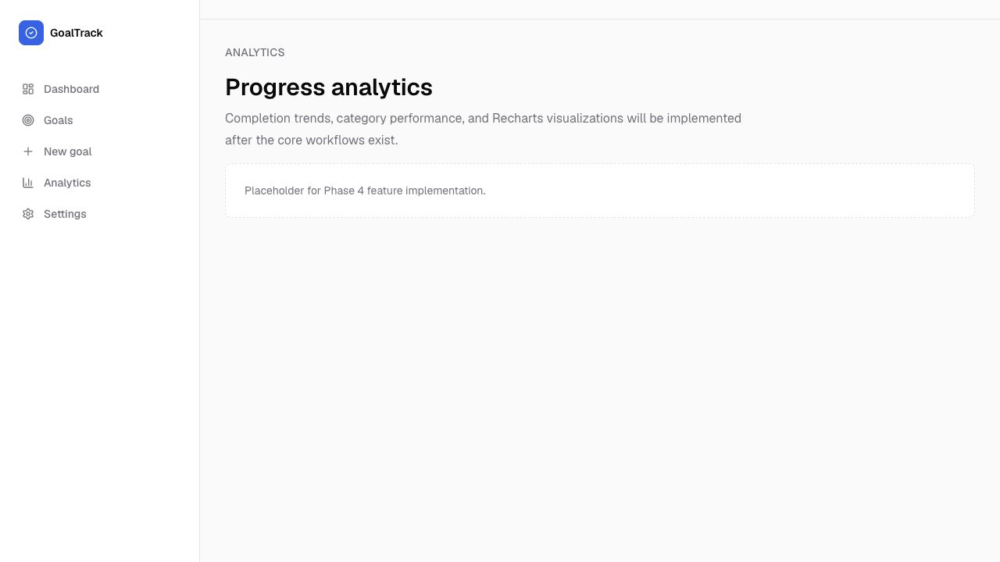 GoalTrack
Dashboard
Goals
New goal
Analytics
Settings
ANALYTICS
Progress analytics
Completion trends, category performance, and Recharts visualizations will be implemented
after the core workflows exist.
Placeholder for Phase 4 feature implementation.